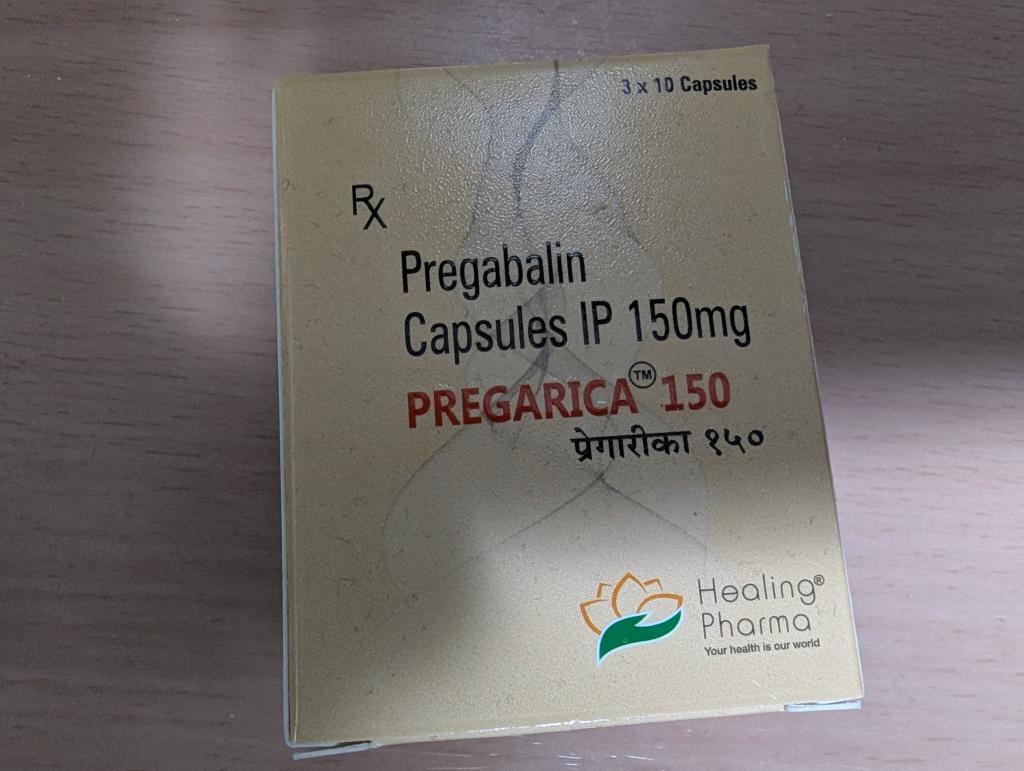 3 x 10 Capsules
Rx
Pregabalin
Capsules IP 150mg
PREGARICA™ 150
प्रेगारीका १५०
Healing®
Pharma
Your health is our world